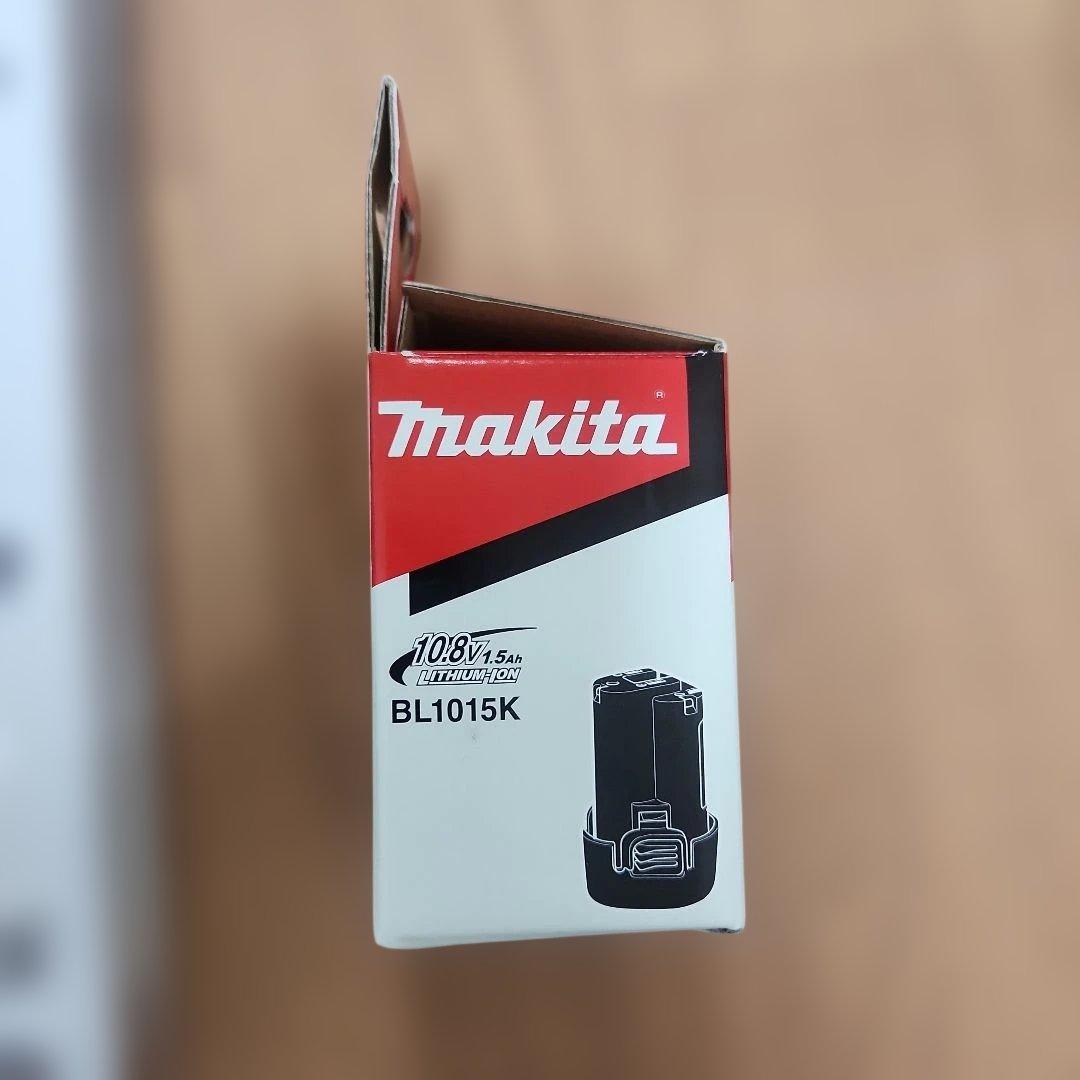 makita®
10.8V 1.5Ah
LITHIUM-ION
BL1015K